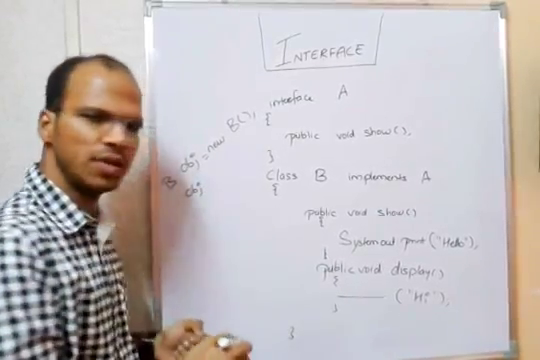 INTERFACE
interface A
{
public void show();
}
Class B implements A
{
public void show()
{
System.out.print("Hello");
}
public void display()
{
("Hi");
}
}
B obj = new B();
obj